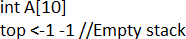 int A[10]
top <-1 -1 //Empty stack